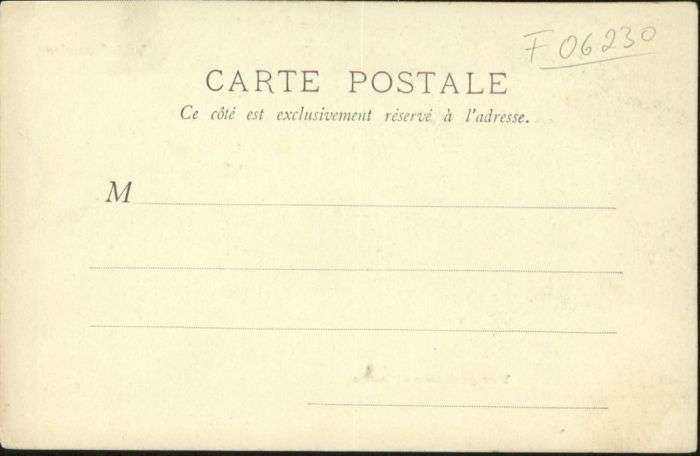 F 06230
CARTE POSTALE
Ce côté est exclusivement réservé à l'adresse.
M